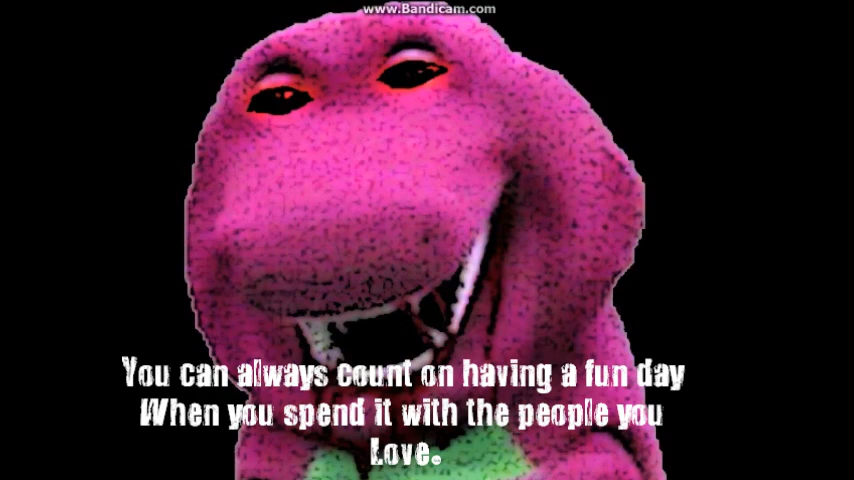 www.Bandicam.com
You can always count on having a fun day
When you spend it with the people you
Love.